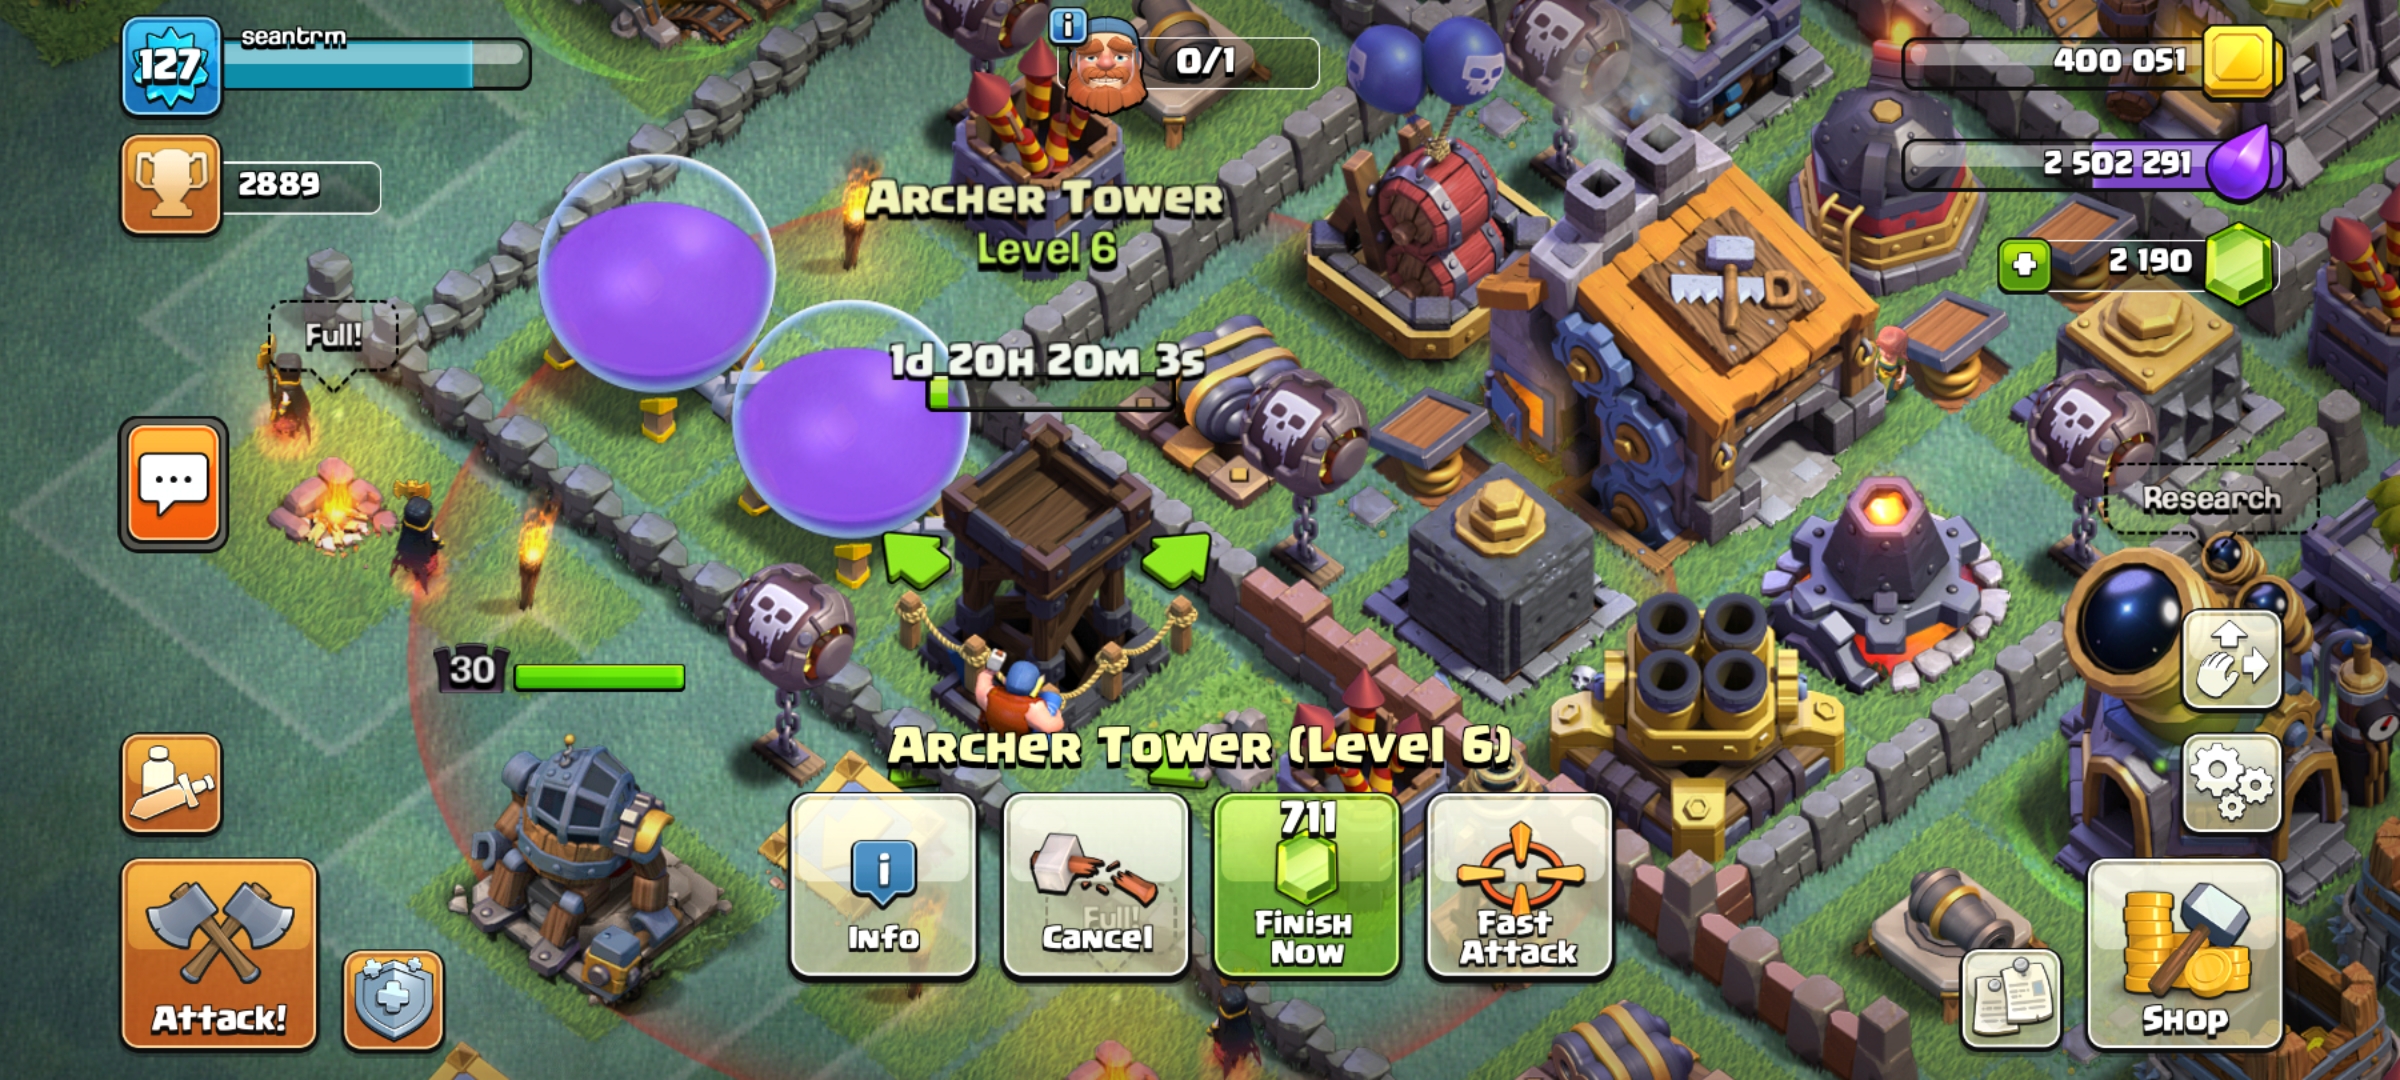 127
seantrm
0/1
400 051
2889
2 502 291
Archer Tower
Level 6
2 190
Full!
1d 20H 20M 3s
Research
30
Archer Tower (Level 6)
711
Info
Cancel
Finish
Now
Fast
Attack
Full!
Attack!
Shop